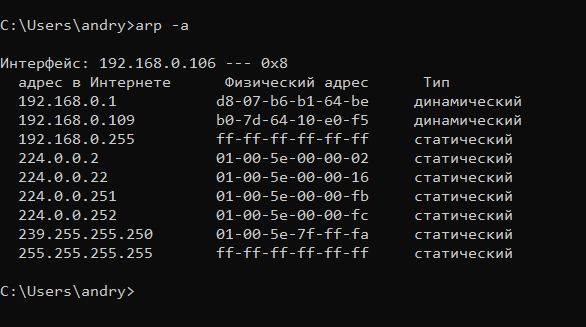 C:\Users\andry>arp -a
Интерфейс: 192.168.0.106 --- 0x8
адрес в Интернете Физический адрес Тип
192.168.0.1 d8-07-b6-b1-64-be динамический
192.168.0.109 b0-7d-64-10-e0-f5 динамический
192.168.0.255 ff-ff-ff-ff-ff-ff статический
224.0.0.2 01-00-5e-00-00-02 статический
224.0.0.22 01-00-5e-00-00-16 статический
224.0.0.251 01-00-5e-00-00-fb статический
224.0.0.252 01-00-5e-00-00-fc статический
239.255.255.250 01-00-5e-7f-ff-fa статический
255.255.255.255 ff-ff-ff-ff-ff-ff статический
C:\Users\andry>